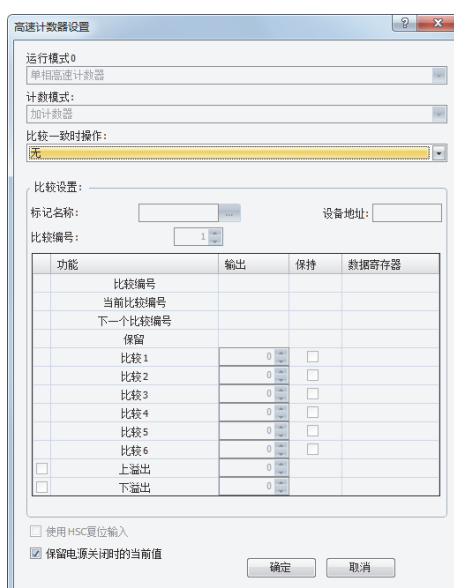 高速计数器设置
运行模式0
单相高速计数器
计数模式:
加计数器
比较一致时操作:
无
比较设置:
标记名称: ... 设备地址:
比较编号: 1
功能 输出 保持 数据寄存器
比较编号
当前比较编号
下一个比较编号
保留
比较1 0
比较2 0
比较3 0
比较4 0
比较5 0
比较6 0
上溢出 0
下溢出 0
使用HSC复位输入
保留电源关闭时的当前值
确定 取消